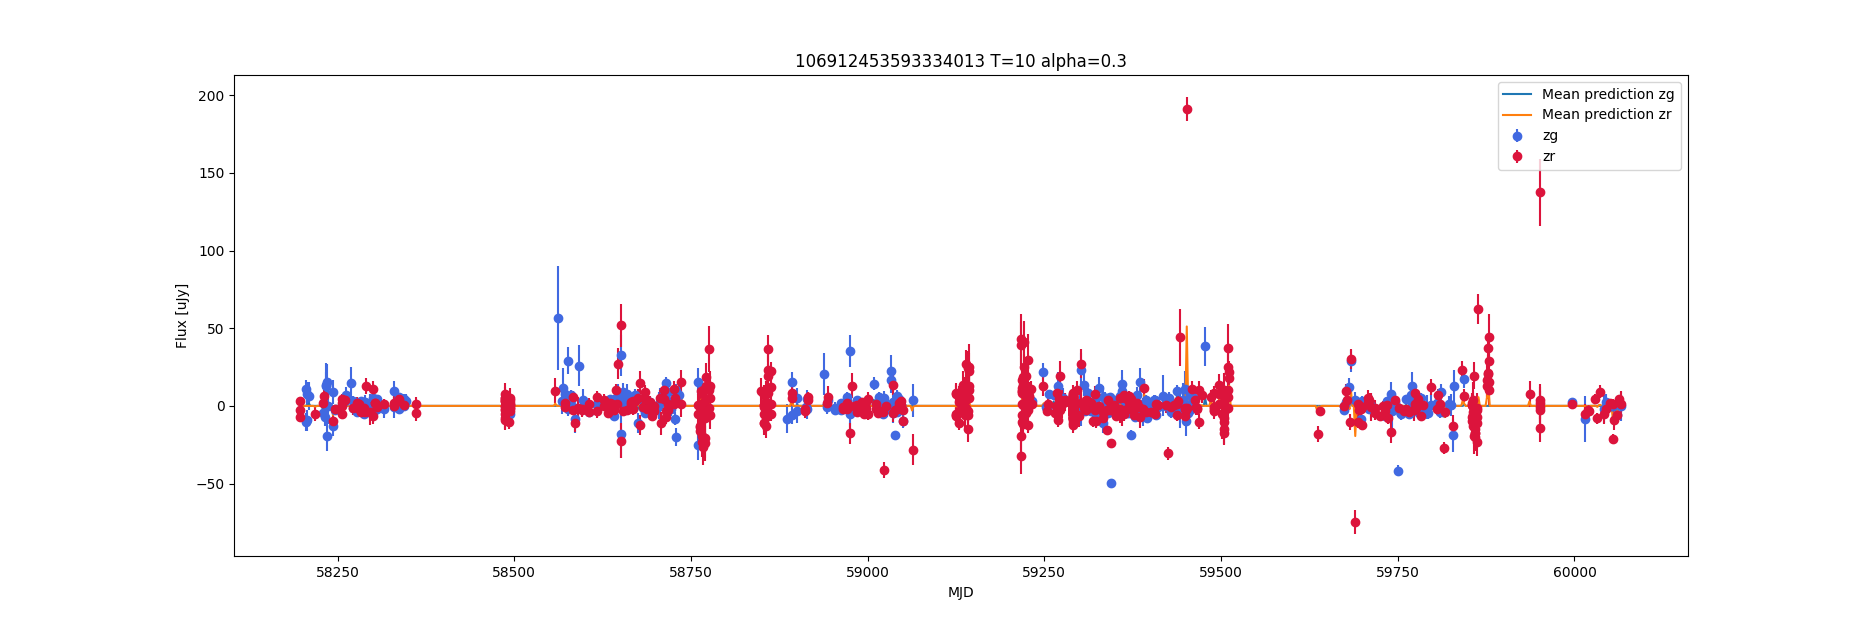 106912453593334013 T=10 alpha=0.3
Flux [uJy]
200
150
100
50
0
−50
58250
58500
58750
59000
59250
59500
59750
60000
MJD
Mean prediction zg
Mean prediction zr
zg
zr